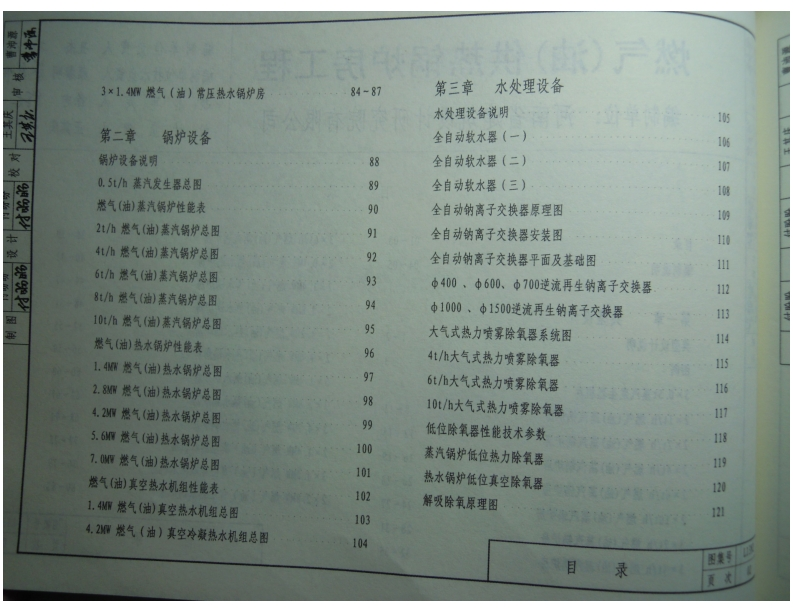 3×1.4MW 燃气(油)常压热水锅炉房 84~87
第二章 锅炉设备
锅炉设备说明 88
0.5t/h 蒸汽发生器总图 89
燃气(油)蒸汽锅炉性能表 90
2t/h 燃气(油)蒸汽锅炉总图 91
4t/h 燃气(油)蒸汽锅炉总图 92
6t/h 燃气(油)蒸汽锅炉总图 93
8t/h 燃气(油)蒸汽锅炉总图 94
10t/h 燃气(油)蒸汽锅炉总图 95
燃气(油)热水锅炉性能表 96
1.4MW 燃气(油)热水锅炉总图 97
2.8MW 燃气(油)热水锅炉总图 98
4.2MW 燃气(油)热水锅炉总图 99
5.6MW 燃气(油)热水锅炉总图 100
7.0MW 燃气(油)热水锅炉总图 101
燃气(油)真空热水机组性能表 102
1.4MW 燃气(油)真空热水机组总图 103
4.2MW 燃气(油)真空冷凝热水机组总图 104
第三章 水处理设备
水处理设备说明 105
全自动软水器(一) 106
全自动软水器(二) 107
全自动软水器(三) 108
全自动钠离子交换器原理图 109
全自动钠离子交换器安装图 110
全自动钠离子交换器平面及基础图 111
φ400 、φ600、φ700逆流再生钠离子交换器 112
φ1000 、φ1500逆流再生钠离子交换器 113
大气式热力喷雾除氧器系统图 114
4t/h大气式热力喷雾除氧器 115
6t/h大气式热力喷雾除氧器 116
10t/h大气式热力喷雾除氧器 117
低位除氧器性能技术参数 118
蒸汽锅炉低位热力除氧器 119
热水锅炉低位真空除氧器 120
解吸除氧原理图 121
目 录
图集号
页 次
审 核
校 对
王其庆
设 计
制 图